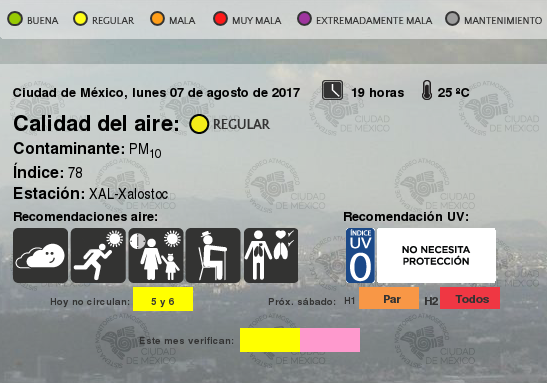 BUENA REGULAR MALA MUY MALA EXTREMADAMENTE MALA MANTENIMIENTO
Ciudad de México, lunes 07 de agosto de 2017 19 horas 25 ºC
Calidad del aire: REGULAR
Contaminante: PM10
Índice: 78
Estación: XAL-Xalostoc
Recomendaciones aire: Recomendación UV:
ÍNDICE
UV
0
NO NECESITA
PROTECCIÓN
Hoy no circulan: 5 y 6 Próx. sábado: H1 Par H2 Todos
Este mes verifican:
CIUDAD
DE MÉXICO